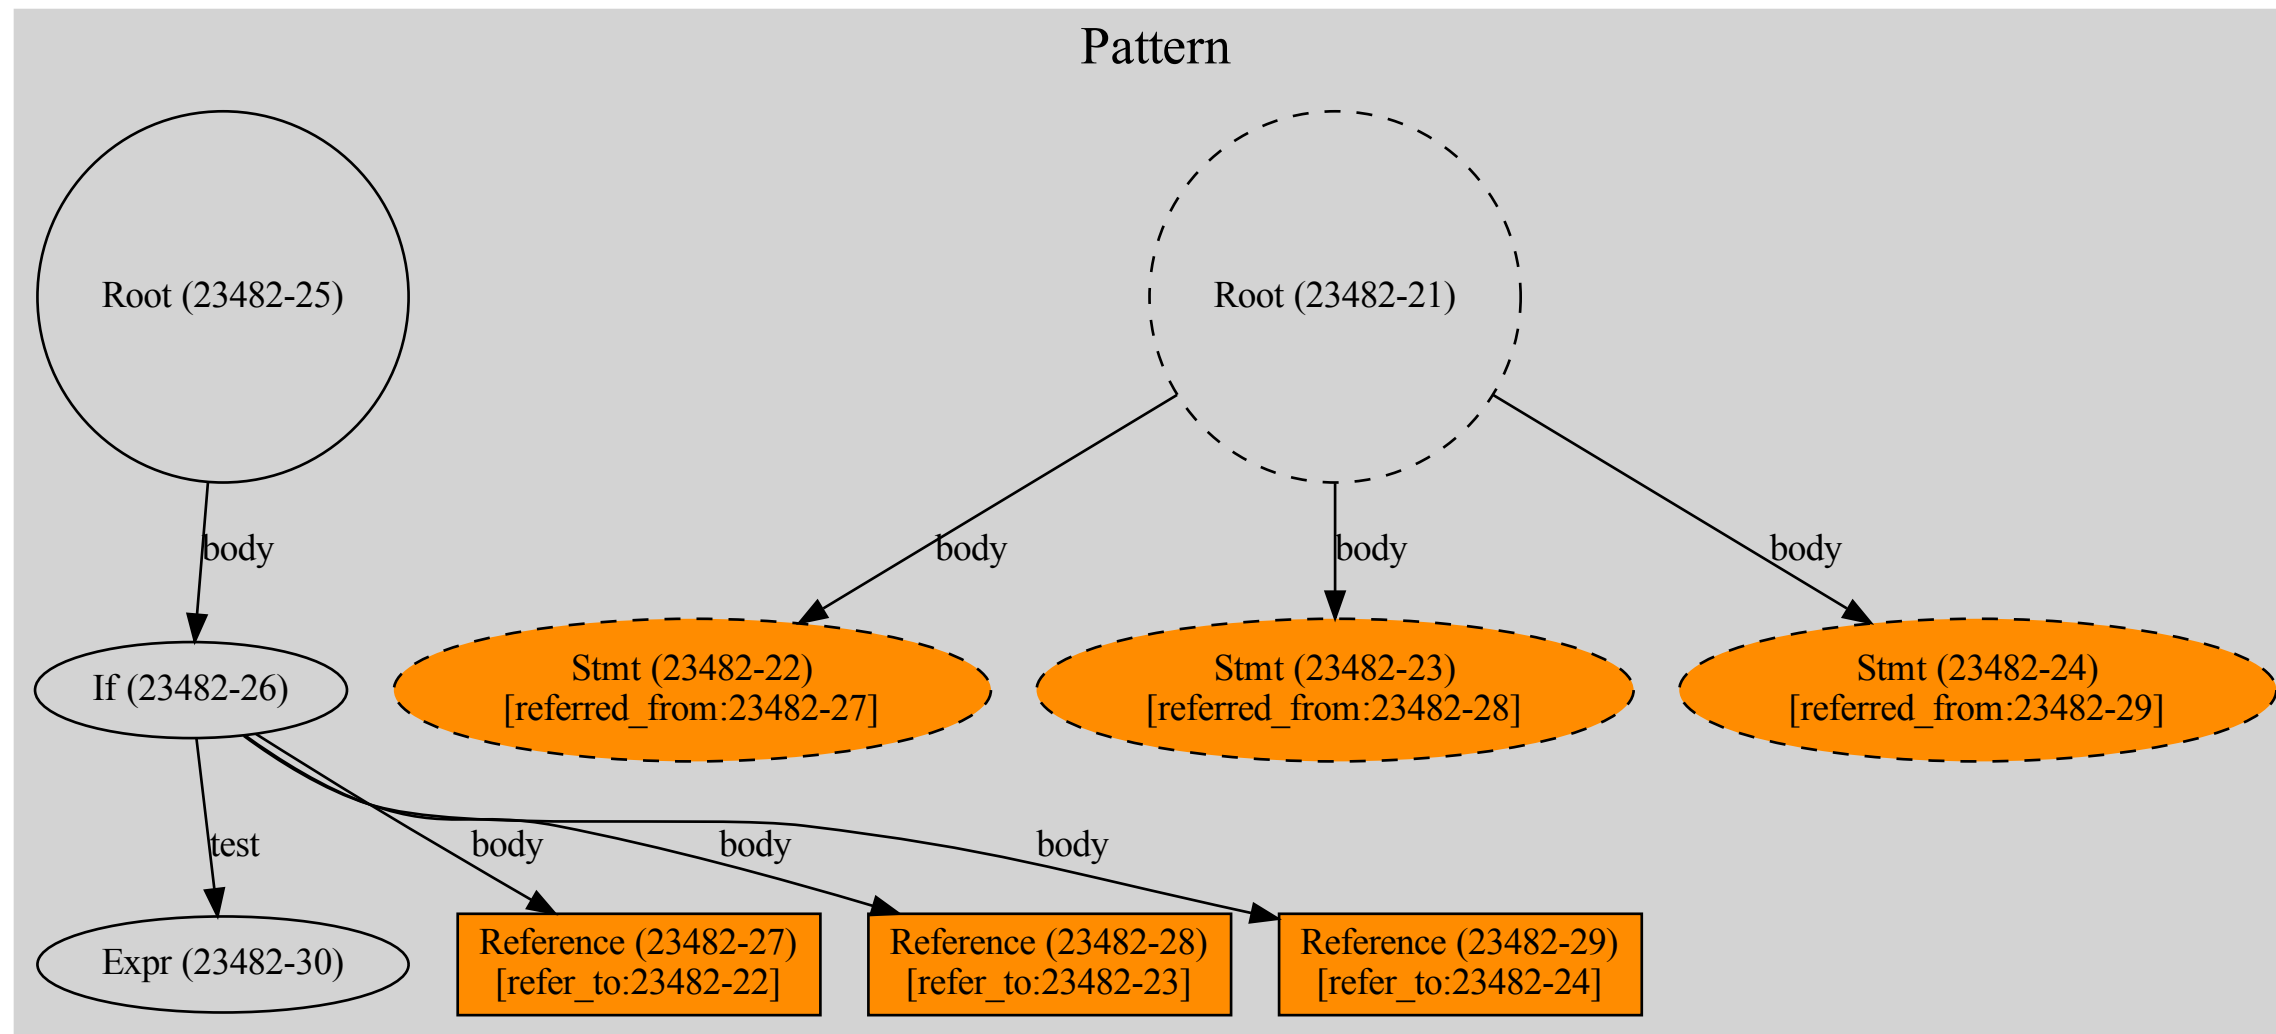 Pattern
Root (23482-25)
Root (23482-21)
body
body
body
body
If (23482-26)
Stmt (23482-22)
[referred_from:23482-27]
Stmt (23482-23)
[referred_from:23482-28]
Stmt (23482-24)
[referred_from:23482-29]
test
body
body
body
Expr (23482-30)
Reference (23482-27)
[refer_to:23482-22]
Reference (23482-28)
[refer_to:23482-23]
Reference (23482-29)
[refer_to:23482-24]